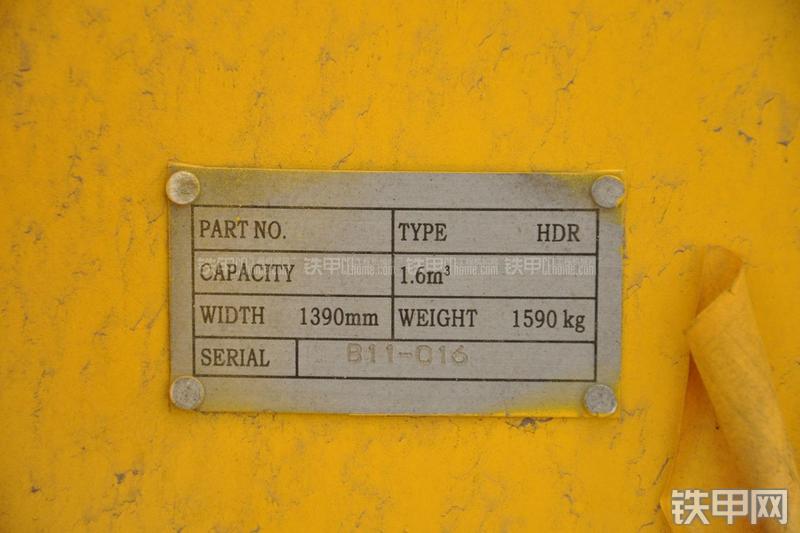 PART NO. TYPE HDR
CAPACITY 1.6m³
WIDTH 1390mm WEIGHT 1590 kg
SERIAL B11-016
铁甲网